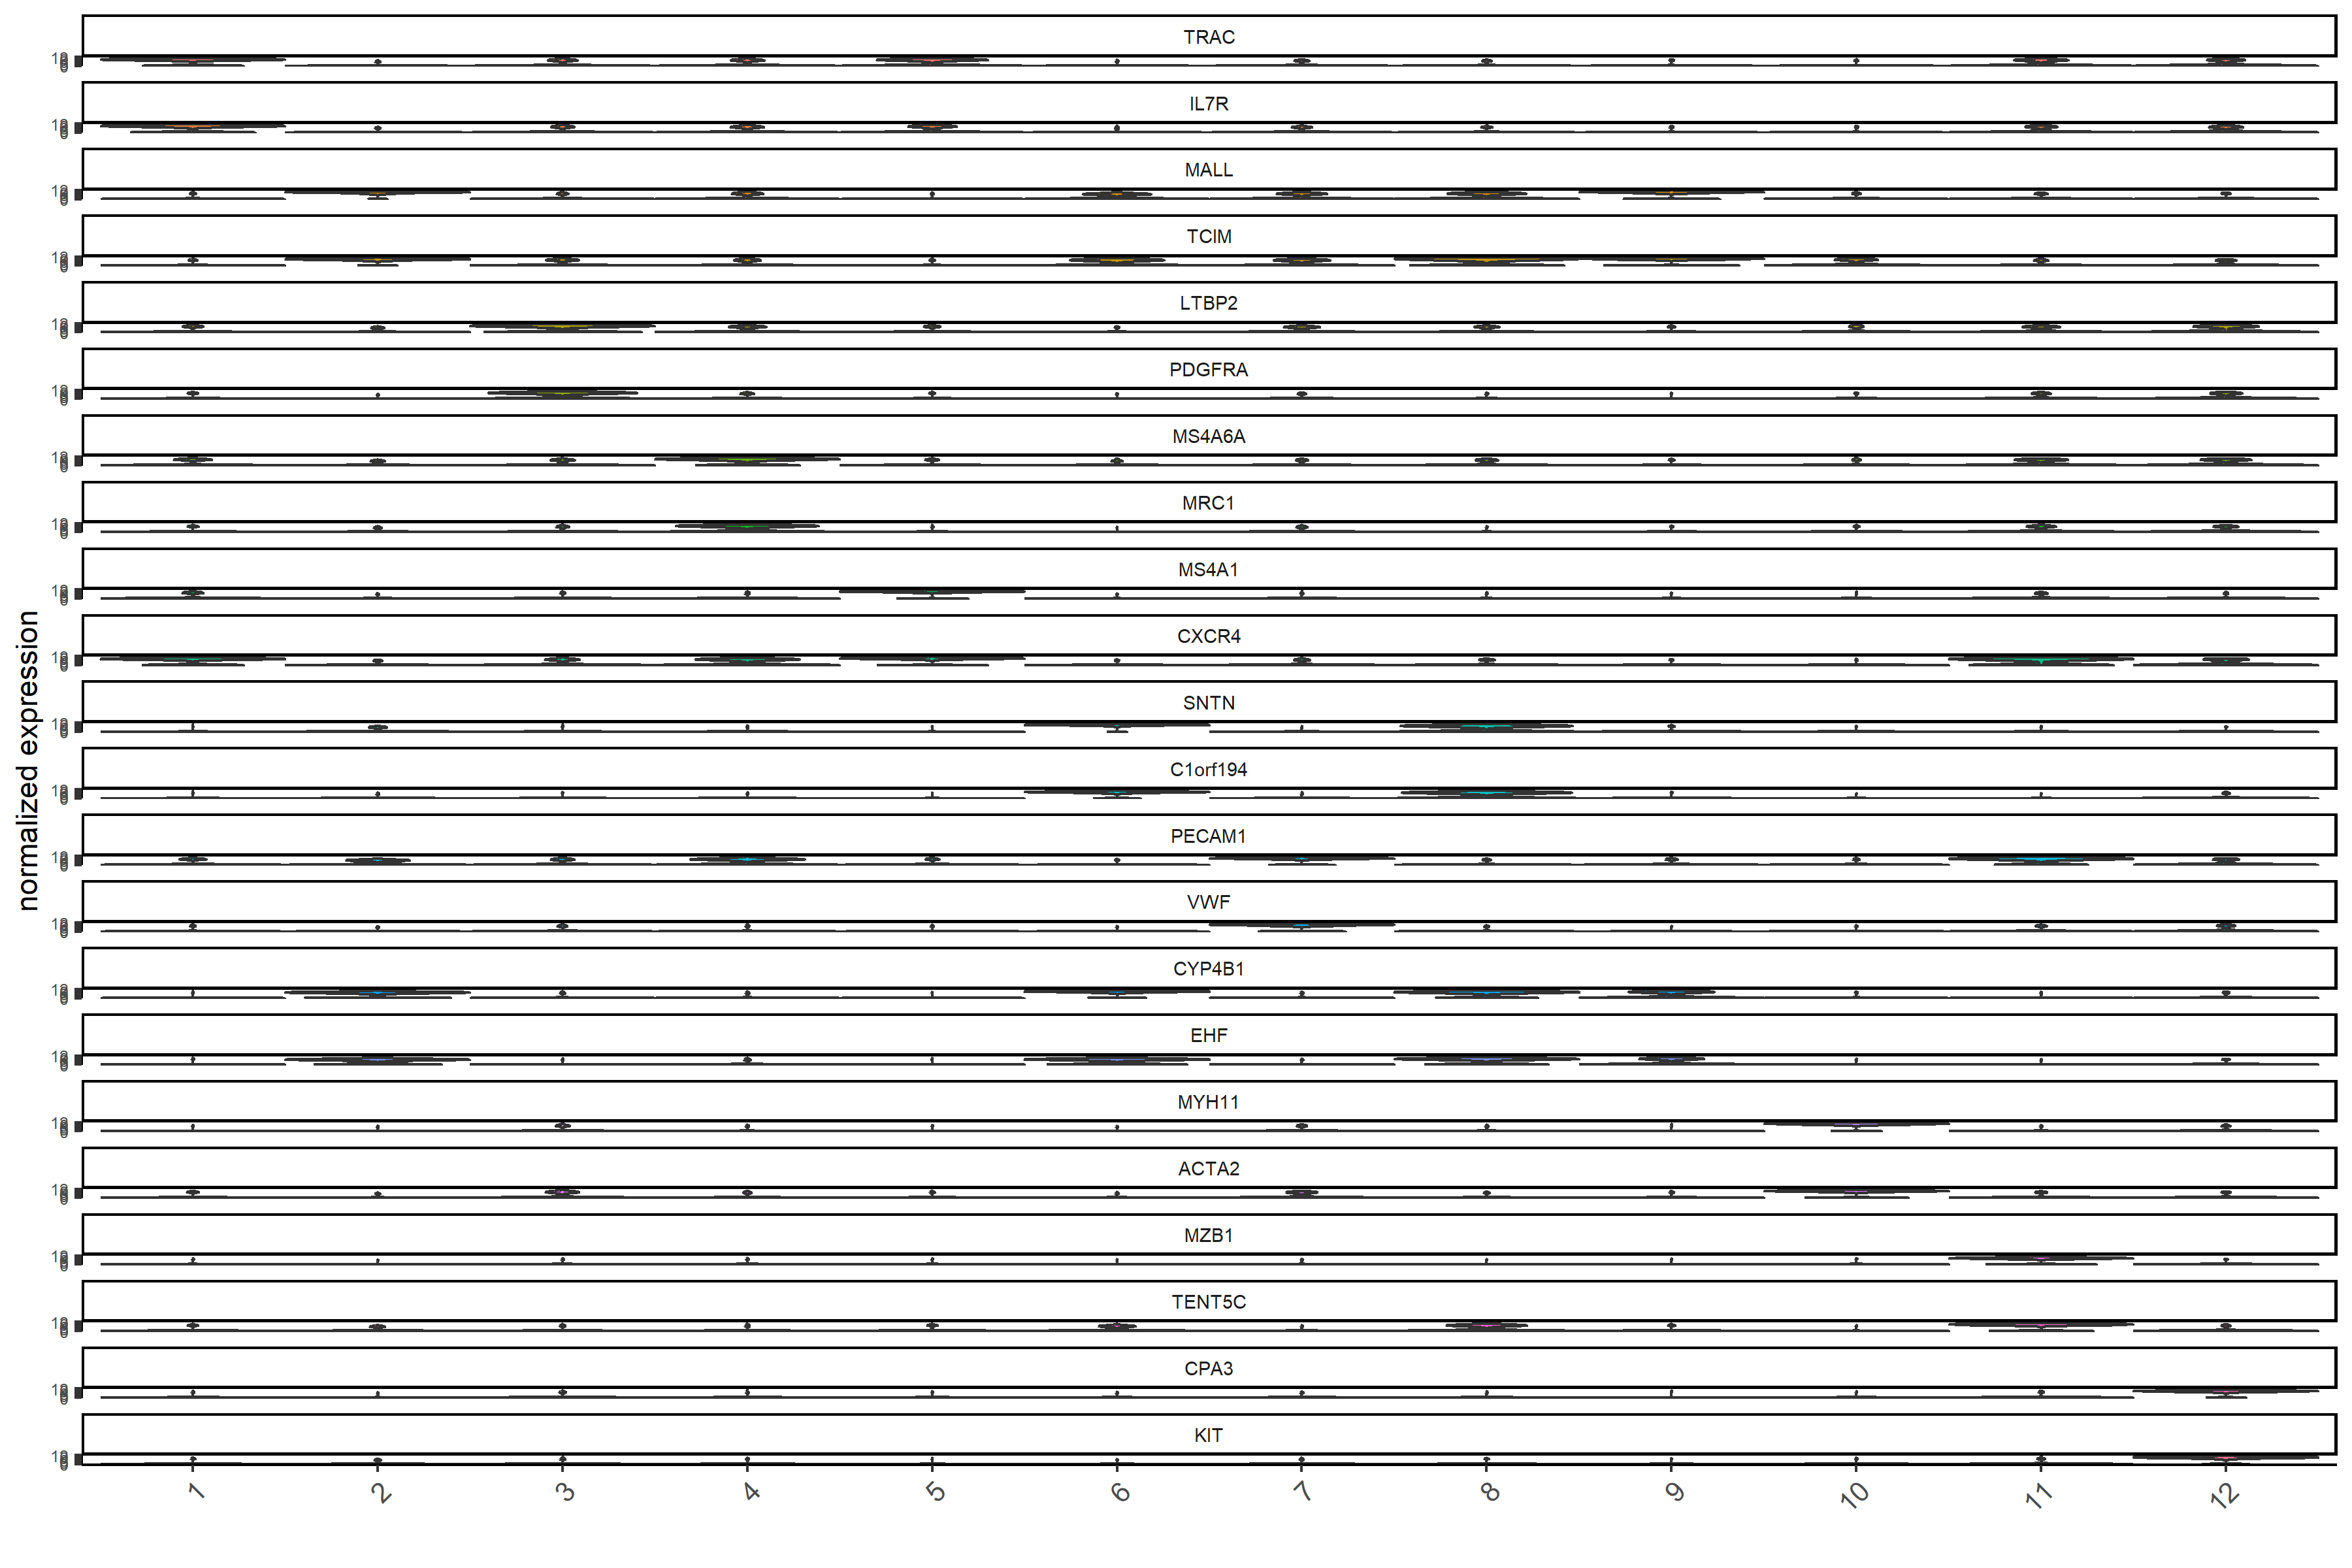 TRAC
IL7R
MALL
TCIM
LTBP2
PDGFRA
MS4A6A
MRC1
MS4A1
CXCR4
SNTN
C1orf194
PECAM1
VWF
CYP4B1
EHF
MYH11
ACTA2
MZB1
TENT5C
CPA3
KIT
normalized expression
1 2 3 4 5 6 7 8 9 10 11 12